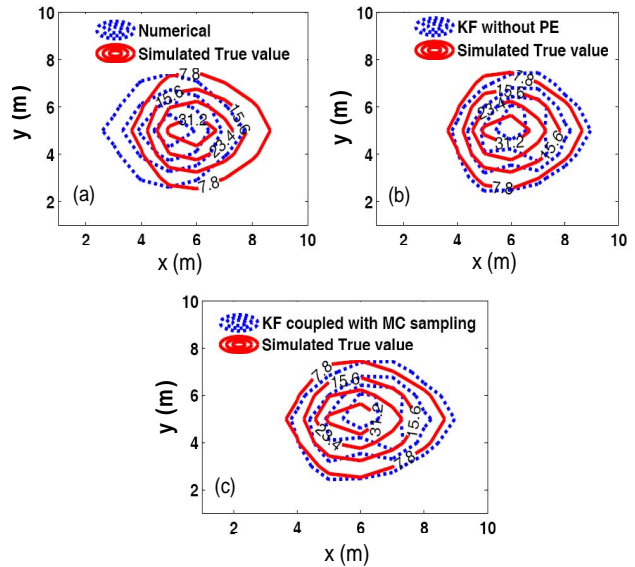 Numerical
Simulated True value
7.8
15.6
31.2
15.6
23.4
7.8
(a)
10
8
6
4
2
2 4 6 8 10
x (m)
y (m)
KF without PE
Simulated True value
7.8
15.6
23.4
31.2
15.6
7.8
(b)
10
8
6
4
2
2 4 6 8 10
x (m)
y (m)
KF coupled with MC sampling
Simulated True value
7.8
15.6
31.2
15.6
23.4
7.8
(c)
10
8
6
4
2
2 4 6 8 10
x (m)
y (m)